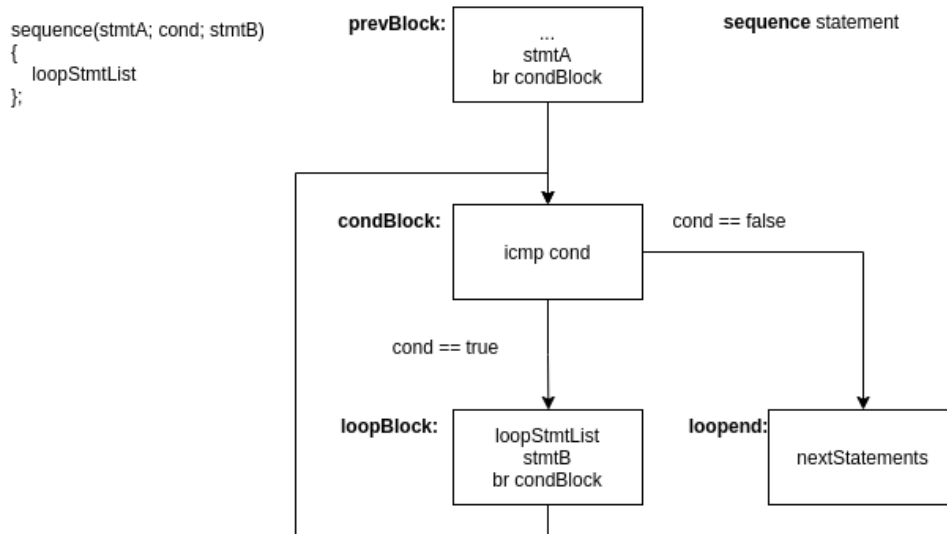 sequence(stmtA; cond; stmtB)
{
loopStmtList
};
prevBlock:
...
stmtA
br condBlock
sequence statement
condBlock:
icmp cond
cond == false
cond == true
loopBlock:
loopStmtList
stmtB
br condBlock
loopend:
nextStatements